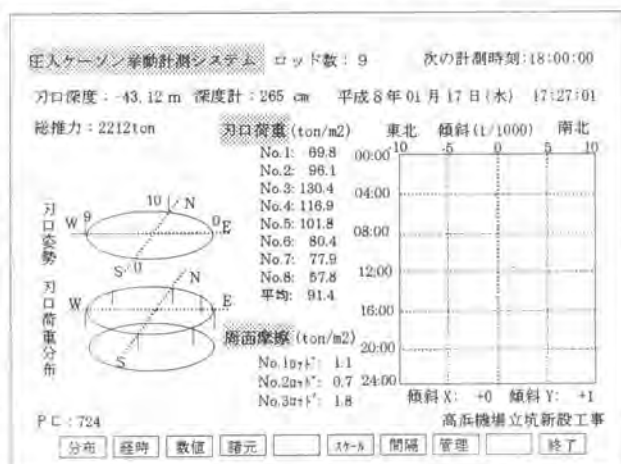 圧入ケーソン挙動計測システム ロッド数:9 次の計測時刻:18:00:00
刃口深度:-43.12 m 深度計:265 cm 平成8年01月17日(水) 17:27:01
総推力:2212ton 刃口荷重(ton/m2) 東北 傾斜(1/1000) 南北
No.1: 69.8
No.2: 96.1
No.3: 130.4
No.4: 116.9
No.5: 101.8
No.6: 80.4
No.7: 77.9
No.8: 57.8
平均: 91.4
周面摩擦(ton/m2)
No.1ロッド: 1.1
No.2ロッド: 0.7
No.3ロッド: 1.8
-10 -5 0 5 10
00:00
04:00
08:00
12:00
16:00
20:00
24:00
傾斜X: +0 傾斜Y: +1
刃口姿勢
W 9 10 N 0 E S 0
刃口荷重分布
W N E S
PC:724 高浜機場立坑新設工事
分布 経時 数値 諸元 スケール 間隔 管理 終了